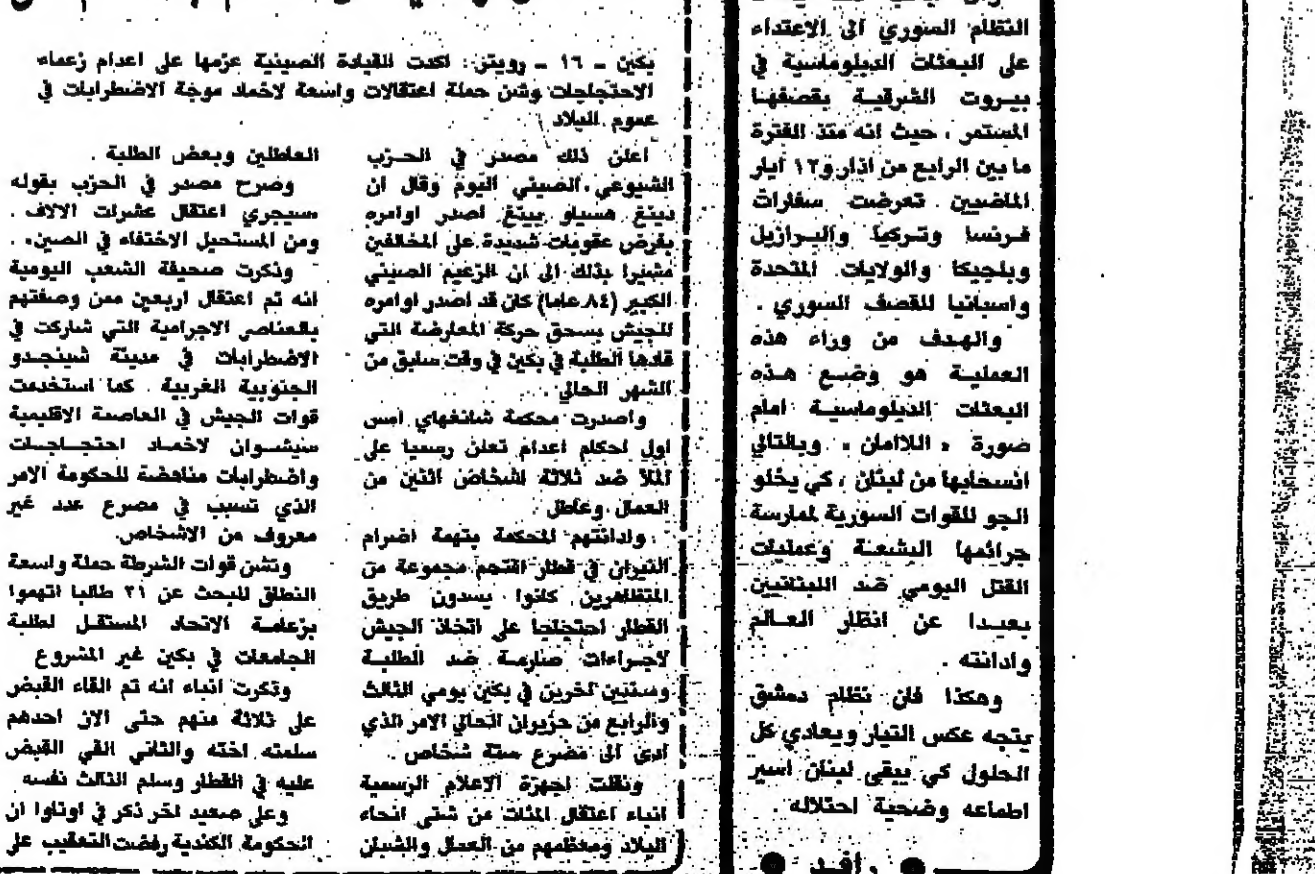 النظام السوري الى الاعتداء
على البعثات الدبلوماسية في
بيروت الشرقية بقصفها
المستمر ، حيث انه منذ الفترة
ما بين الرابع من اذار و١٢ آيار
الماضيين تعرضت سفارات
فرنسا وتركيا والبرازيل
وبلجيكا والولايات المتحدة
واسبانيا للقصف السوري .
والهدف من وراء هذه
العملية هو وضع هذه
البعثات الدبلوماسية امام
صورة « اللاامان » وبالتالي
انسحابها من لبنان ، كي يخلو
الجو للقوات السورية لممارسة
جرائمها البشعة وعمليات
القتل اليومي ضد اللبنانيين
بعيدا عن انظار العالم
وادانته .
وهكذا فان نظام دمشق
يتجه عكس التيار ويعادي كل
الحلول كي يبقى لبنان اسير
اطماعه وضحية احتلاله .
● رافد ●
بكين – ١٦ – رويتر: اكدت القيادة الصينية عزمها على اعدام زعماء
الاحتجاجات وشن حملة اعتقالات واسعة لاخماد موجة الاضطرابات في
عموم البلاد .
اعلن ذلك مصدر في الحزب
الشيوعي الصيني اليوم وقال ان
دينغ هسياو بينغ اصدر اوامره
بفرض عقوبات شديدة على المخالفين
مشيرا بذلك الى ان الزعيم الصيني
الكبير (٨٤ عاما) كان قد اصدر اوامره
للجيش بسحق حركة المعارضة التي
قادها الطلبة في بكين في وقت سابق من
الشهر الحالي .
واصدرت محكمة شانغهاي امس
اول احكام اعدام تعلن رسميا على
الملأ ضد ثلاثة اشخاص اثنين من
العمال وعاطل .
وادانتهم المحكمة بتهمة اضرام
النيران في قطار اقتحم مجموعة من
المتظاهرين كانوا يسدون طريق
القطار احتجاجا على اتخاذ الجيش
لاجراءات صارمة ضد الطلبة
ومدنيين اخرين في بكين يومي الثالث
والرابع من حزيران الحالي الامر الذي
ادى الى مصرع ستة شخاص .
ونقلت اجهزة الاعلام الرسمية
انباء اعتقال المئات من شتى انحاء
البلاد ومعظمهم من العمال والشبان
العاطلين وبعض الطلبة .
وصرح مصدر في الحزب بقوله
«سيجري اعتقال عشرات الالاف .
ومن المستحيل الاختفاء في الصين» .
وذكرت صحيفة الشعب اليومية
انه تم اعتقال اربعين ممن وصفتهم
بالعناصر الاجرامية التي شاركت في
الاضطرابات في مدينة شينجدو
الجنوبية الغربية . كما استخدمت
قوات الجيش في العاصمة الاقليمية
سيشوان لاخماد احتجاجات
واضطرابات مناهضة للحكومة الامر
الذي تسبب في مصرع عدد غير
معروف من الاشخاص.
وتشن قوات الشرطة حملة واسعة
النطاق للبحث عن ٢١ طالبا اتهموا
بزعامة الاتحاد المستقل لطلبة
الجامعات في بكين غير المشروع
وذكرت انباء انه تم القاء القبض
على ثلاثة منهم حتى الان احدهم
سلمته اخته والثاني القي القبض
عليه في القطار وسلم الثالث نفسه
وعلى صعيد اخر ذكر في اوتاوا ان
الحكومة الكندية رفضت التعقيب على